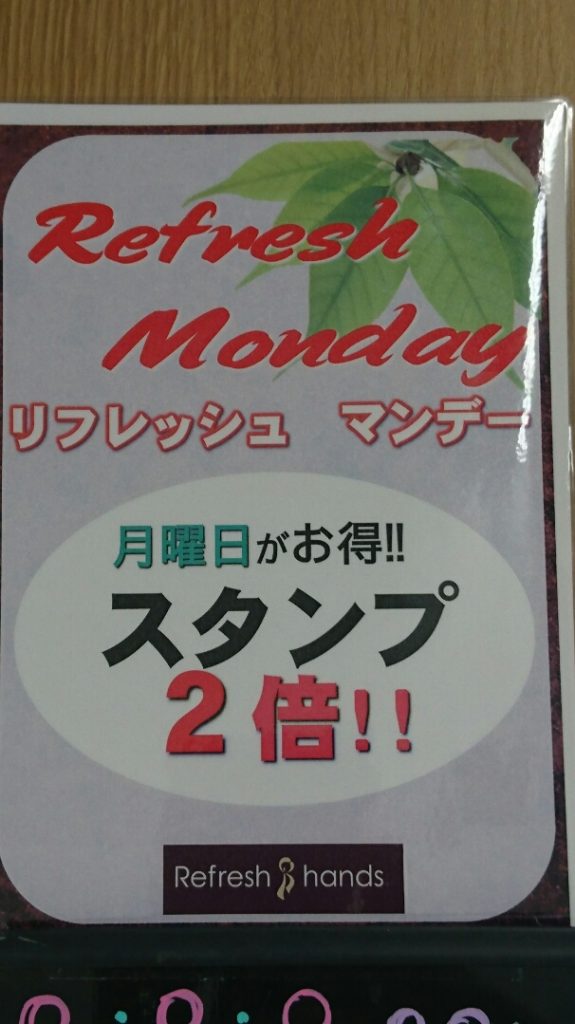 Refresh
Monday
リフレッシュ マンデー
月曜日がお得!!
スタンプ
2倍!!
Refresh hands